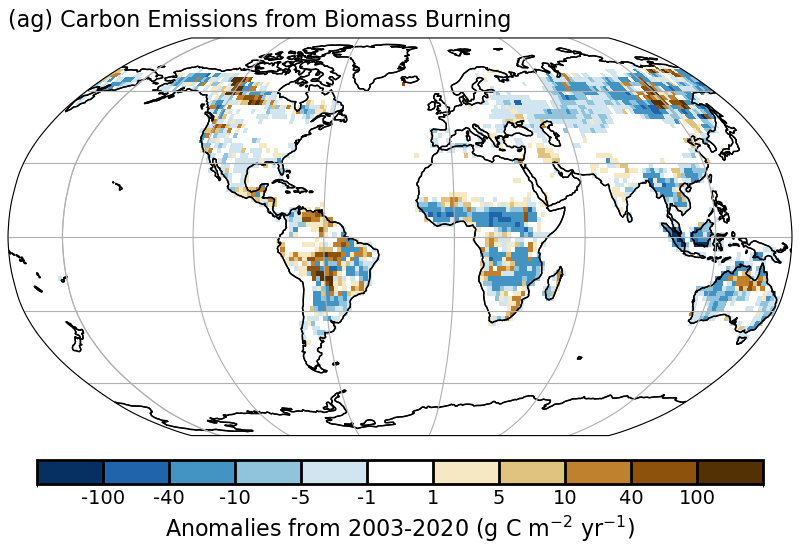 (ag) Carbon Emissions from Biomass Burning
-100 -40 -10 -5 -1 1 5 10 40 100
Anomalies from 2003-2020 (g C m⁻² yr⁻¹)